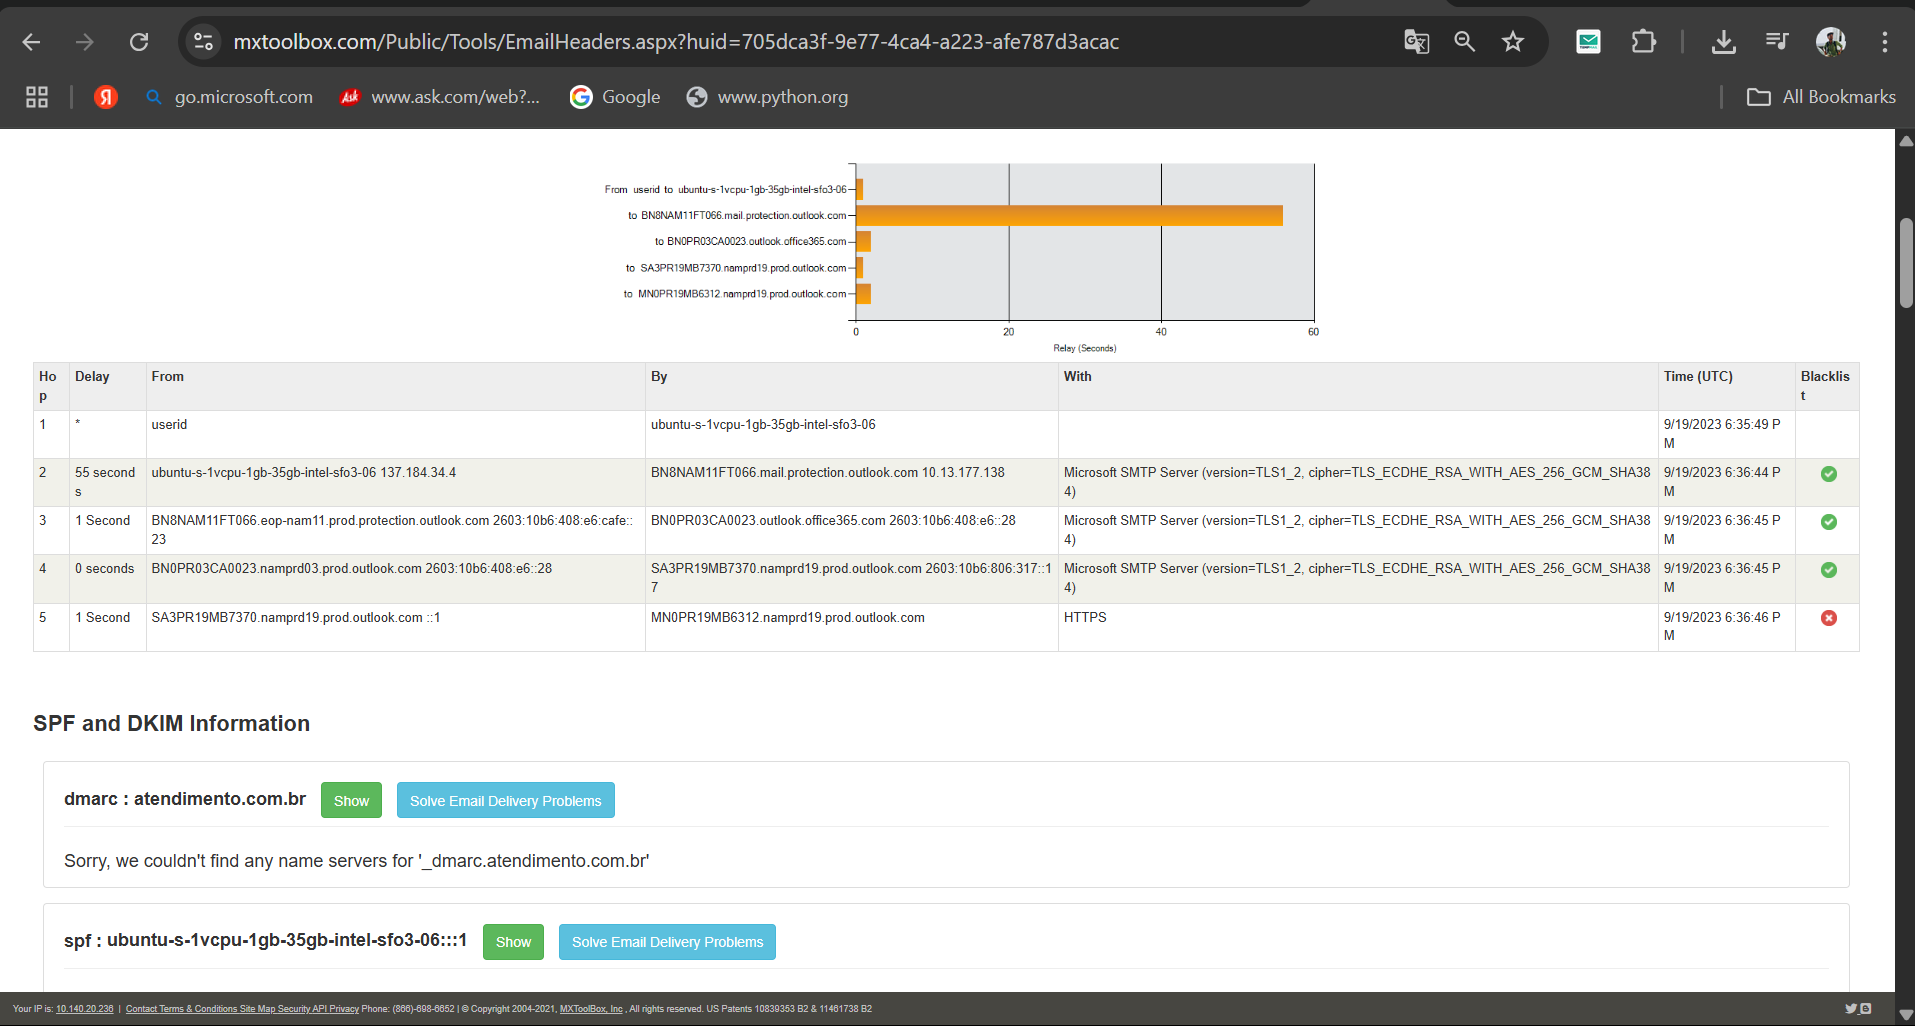 mxtoolbox.com/Public/Tools/EmailHeaders.aspx?huid=705dca3f-9e77-4ca4-a223-afe787d3acac
Я go.microsoft.com Ask www.ask.com/web?... Google www.python.org All Bookmarks
From userid to ubuntu-s-1vcpu-1gb-35gb-intel-sfo3-06
to BN8NAM11FT066.mail.protection.outlook.com
to BN0PR03CA0023.outlook.office365.com
to SA3PR19MB7370.namprd19.prod.outlook.com
to MN0PR19MB6312.namprd19.prod.outlook.com
0 20 40 60
Relay (Seconds)
Ho Delay From By With Time (UTC) Blacklis
p t
1 * userid ubuntu-s-1vcpu-1gb-35gb-intel-sfo3-06 9/19/2023 6:35:49 P
M
2 55 second ubuntu-s-1vcpu-1gb-35gb-intel-sfo3-06 137.184.34.4 BN8NAM11FT066.mail.protection.outlook.com 10.13.177.138 Microsoft SMTP Server (version=TLS1_2, cipher=TLS_ECDHE_RSA_WITH_AES_256_GCM_SHA38 9/19/2023 6:36:44 P
s 4) M
3 1 Second BN8NAM11FT066.eop-nam11.prod.protection.outlook.com 2603:10b6:408:e6:cafe:: BN0PR03CA0023.outlook.office365.com 2603:10b6:408:e6::28 Microsoft SMTP Server (version=TLS1_2, cipher=TLS_ECDHE_RSA_WITH_AES_256_GCM_SHA38 9/19/2023 6:36:45 P
23 4) M
4 0 seconds BN0PR03CA0023.namprd03.prod.outlook.com 2603:10b6:408:e6::28 SA3PR19MB7370.namprd19.prod.outlook.com 2603:10b6:806:317::1 Microsoft SMTP Server (version=TLS1_2, cipher=TLS_ECDHE_RSA_WITH_AES_256_GCM_SHA38 9/19/2023 6:36:45 P
7 4) M
5 1 Second SA3PR19MB7370.namprd19.prod.outlook.com ::1 MN0PR19MB6312.namprd19.prod.outlook.com HTTPS 9/19/2023 6:36:46 P
M
SPF and DKIM Information
dmarc : atendimento.com.br Show Solve Email Delivery Problems
Sorry, we couldn't find any name servers for '_dmarc.atendimento.com.br'
spf : ubuntu-s-1vcpu-1gb-35gb-intel-sfo3-06:::1 Show Solve Email Delivery Problems
Your IP is: 10.140.20.236 | Contact Terms & Conditions Site Map Security API Privacy Phone: (866)-698-6652 | © Copyright 2004-2021, MXToolBox, Inc , All rights reserved. US Patents 10839353 B2 & 11461738 B2